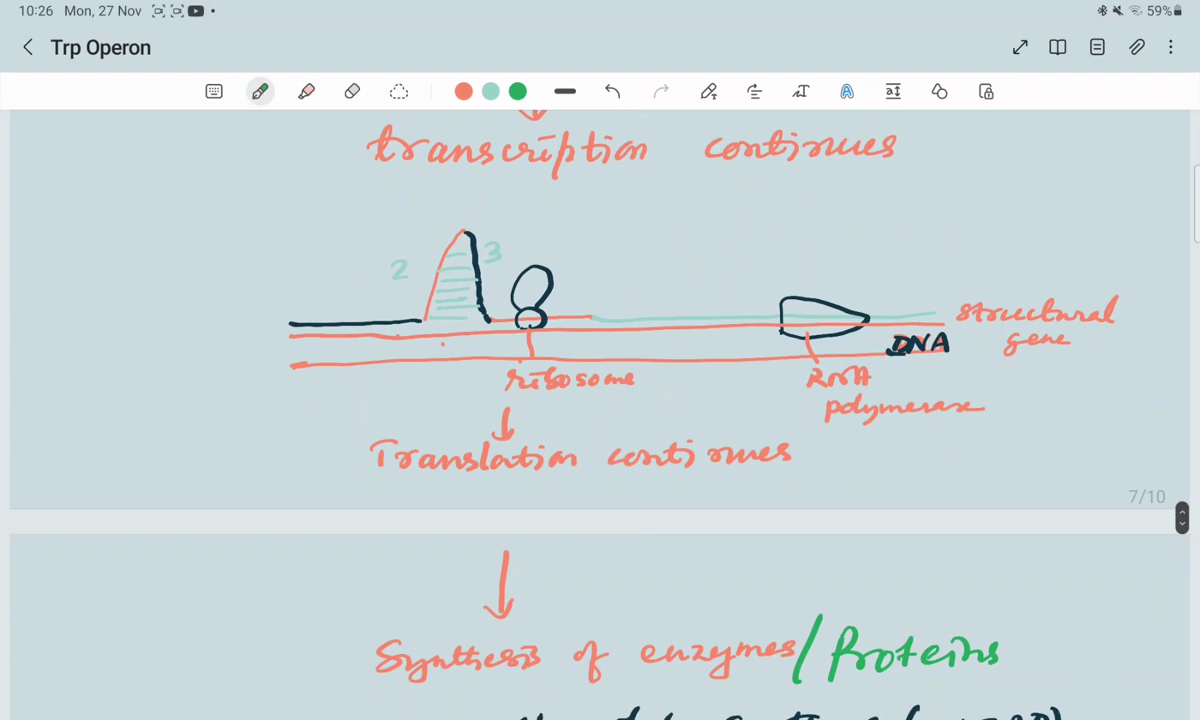 10:26 Mon, 27 Nov
59%
Trp Operon
transcription continues
2
3
structural
gene
DNA
ribosome
RNA
polymerase
Translation continues
7/10
Synthesis of enzymes/Proteins